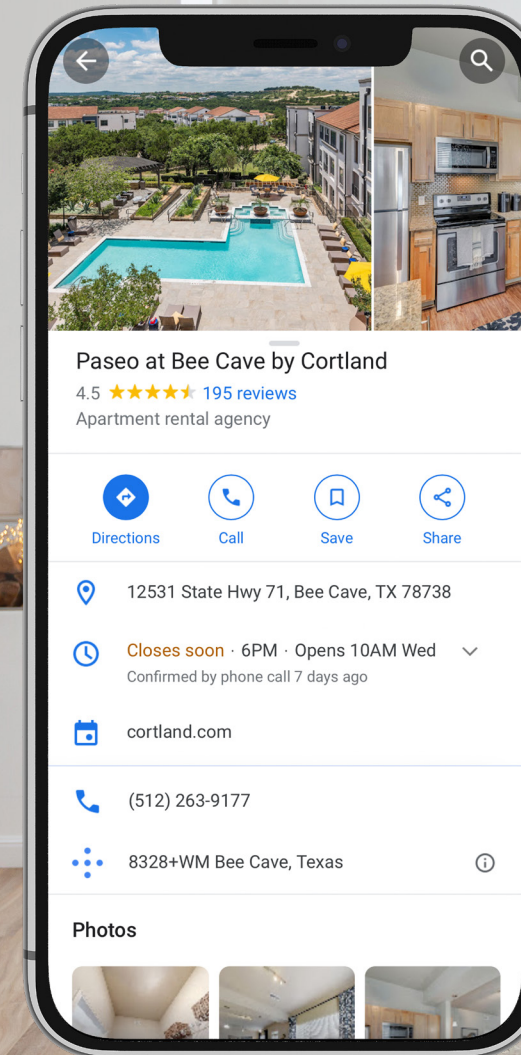 Paseo at Bee Cave by Cortland
4.5 195 reviews
Apartment rental agency
Directions Call Save Share
12531 State Hwy 71, Bee Cave, TX 78738
Closes soon · 6PM · Opens 10AM Wed
Confirmed by phone call 7 days ago
cortland.com
(512) 263-9177
8328+WM Bee Cave, Texas
Photos